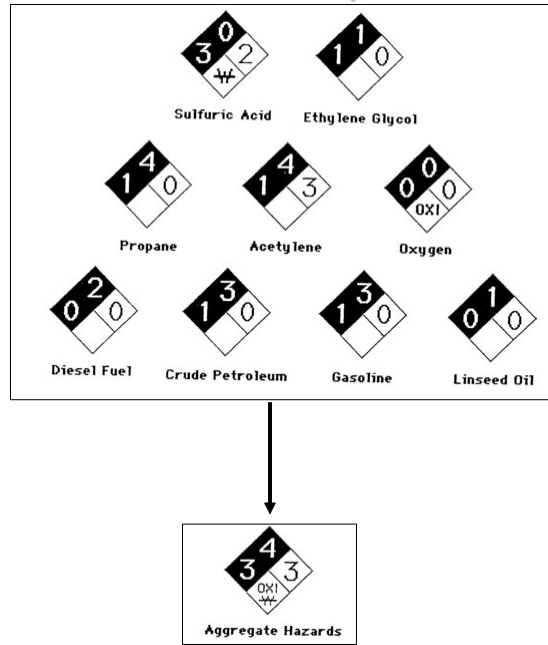 0
3 2
W
Sulfuric Acid
1
1 0
Ethylene Glycol
4
1 0
Propane
4
1 3
Acetylene
0
0 0
OXI
Oxygen
2
0 0
Diesel Fuel
3
1 0
Crude Petroleum
3
1 0
Gasoline
1
0 0
Linseed Oil
4
3 3
OXI
W
Aggregate Hazards